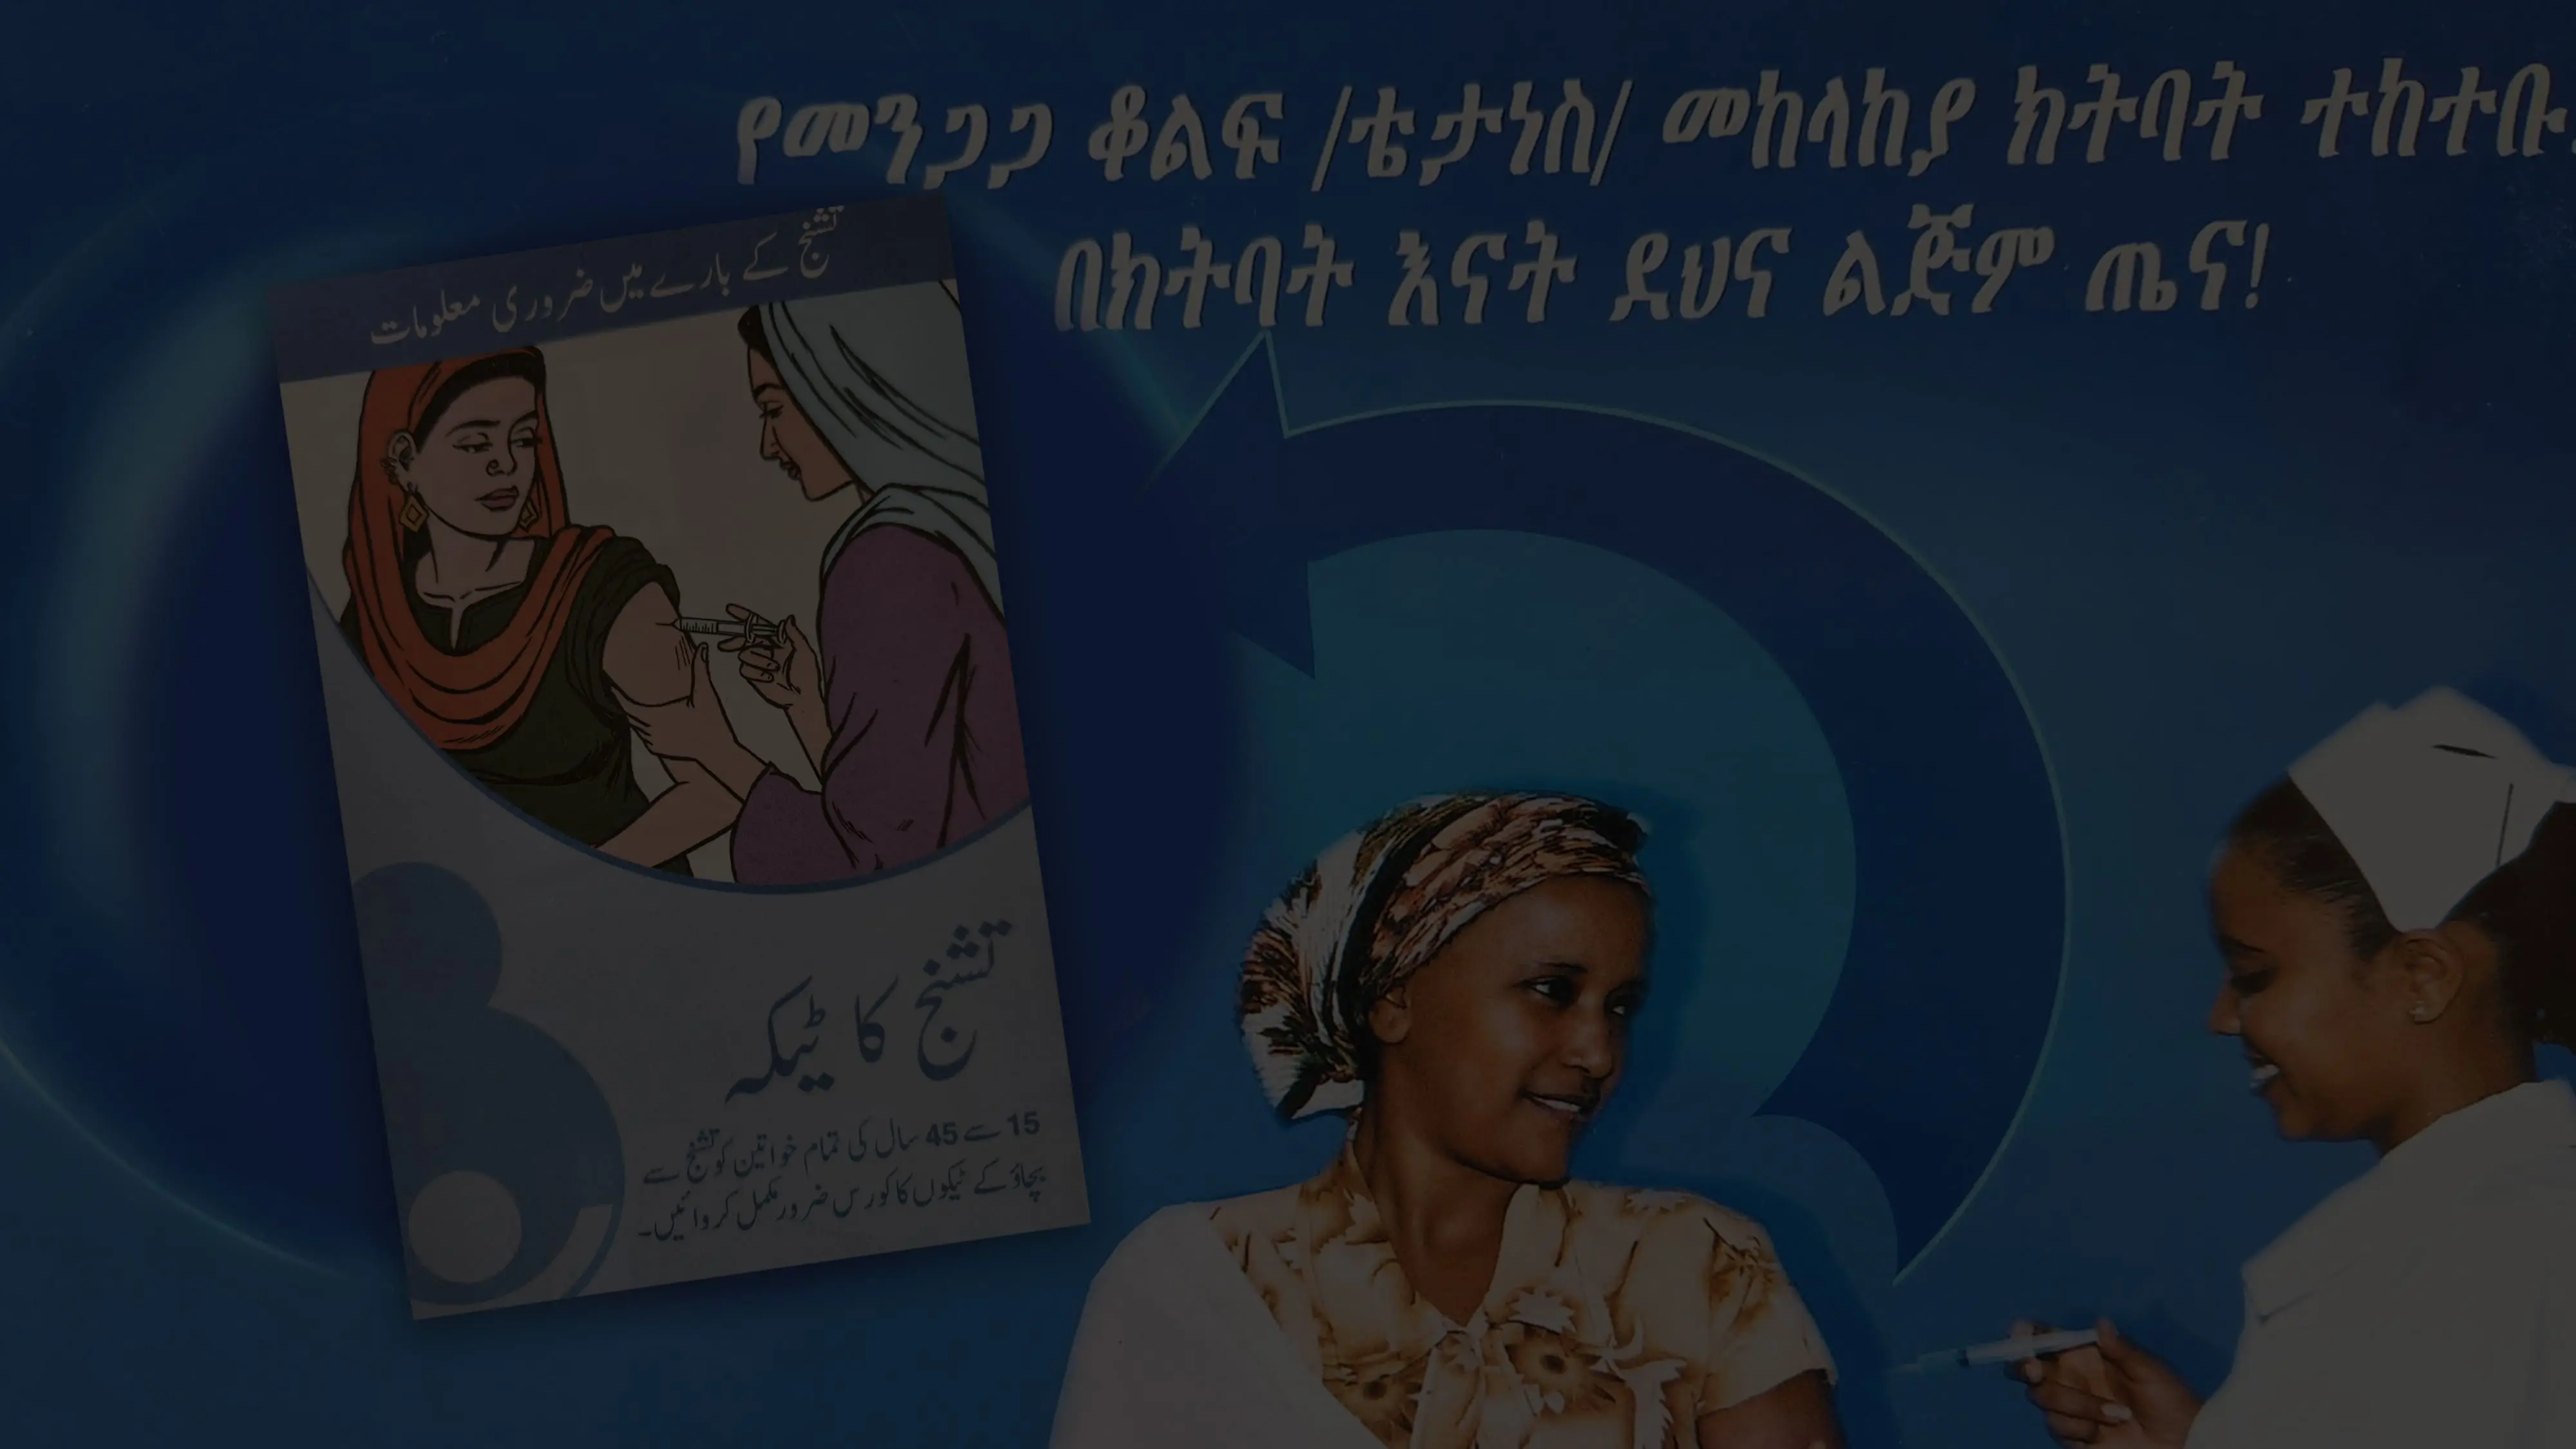 የመንጋጋ ቆልፍ /ቴታነስ/ መከላከያ ክትባት ተከተቡ
በክትባት እናት ደህና ልጅም ጤና!
تشنج کے بارے میں ضروری معلومات
تشنج کا ٹیکہ
15 سے 45 سال کی تمام خواتین کو تشنج سے
بچاؤ کے ٹیکوں کا کورس ضرور مکمل کروائیں۔